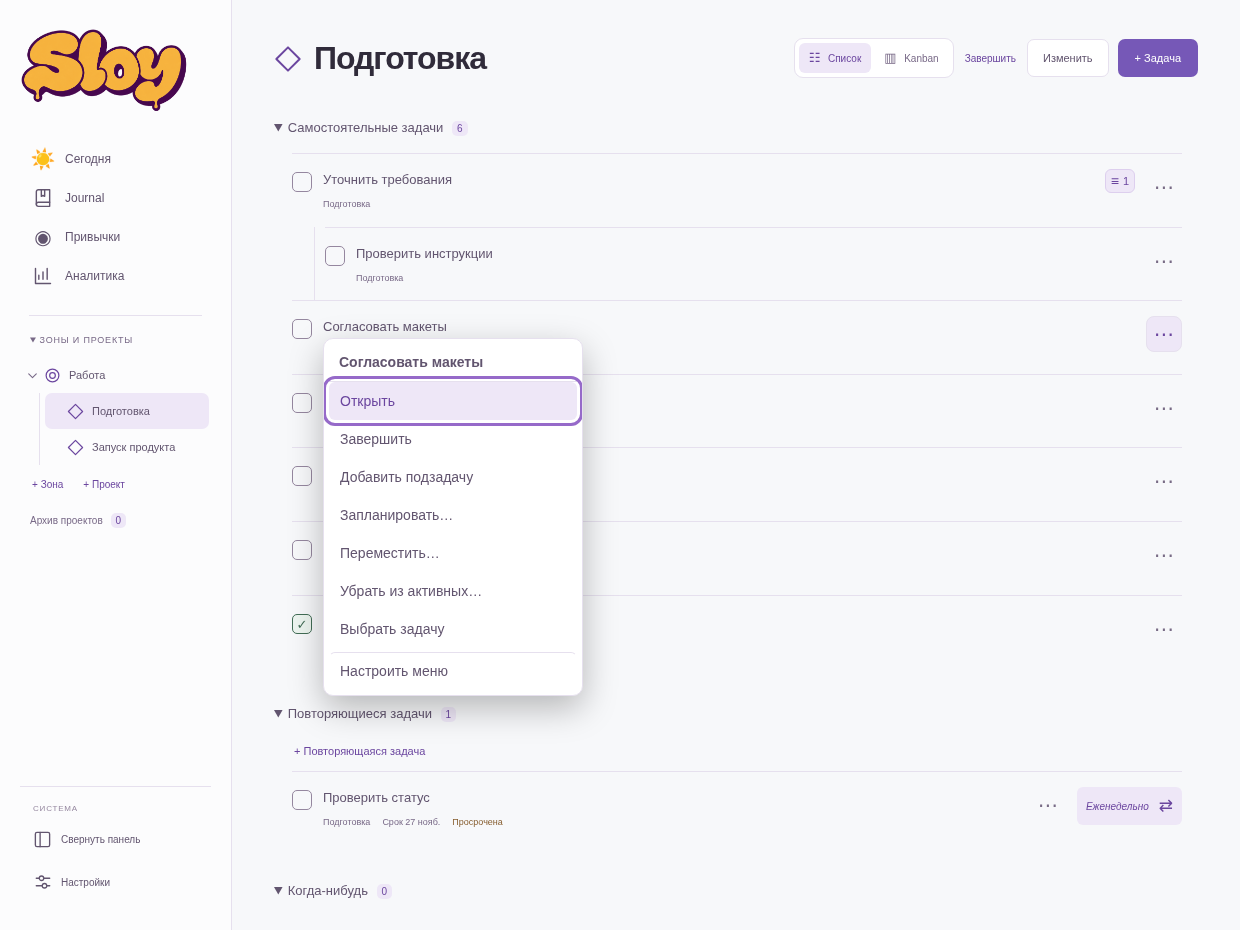 Sloy
Сегодня
Journal
Привычки
Аналитика
ЗОНЫ И ПРОЕКТЫ
Работа
Подготовка
Запуск продукта
+ Зона + Проект
Архив проектов 0
СИСТЕМА
Свернуть панель
Настройки
Подготовка
Список Kanban Завершить Изменить + Задача
Самостоятельные задачи 6
Уточнить требования 1
Подготовка
Проверить инструкции
Подготовка
Согласовать макеты
Согласовать макеты
Открыть
Завершить
Добавить подзадачу
Запланировать…
Переместить…
Убрать из активных…
Выбрать задачу
Настроить меню
Повторяющиеся задачи 1
+ Повторяющаяся задача
Проверить статус
Подготовка Срок 27 нояб. Просрочена
Еженедельно
Когда-нибудь 0